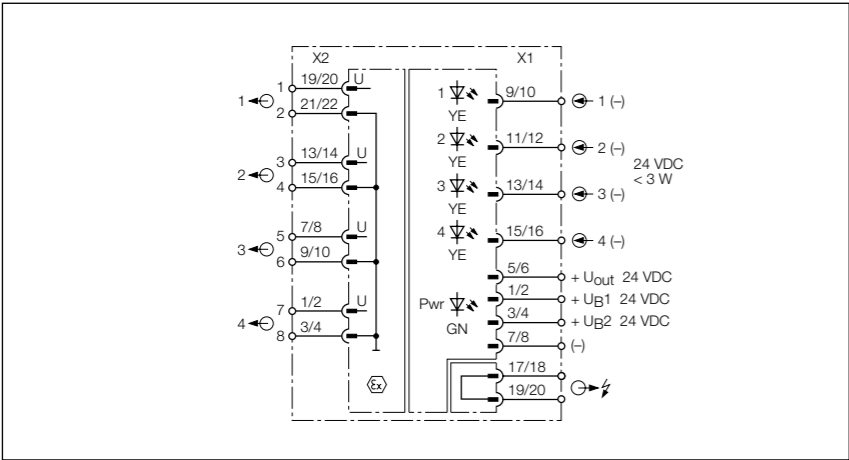 X2 X1
1 19/20 U
1
2 21/22
3 13/14 U
2
4 15/16
5 7/8 U
3
6 9/10
7 1/2 U
4
8 3/4
εx
1 9/10 1 (–)
YE
2 11/12 2 (–)
YE
24 VDC
< 3 W
3 13/14 3 (–)
YE
4 15/16 4 (–)
YE
5/6 + Uout 24 VDC
Pwr 1/2 + UB1 24 VDC
GN 3/4 + UB2 24 VDC
7/8 (–)
17/18
19/20